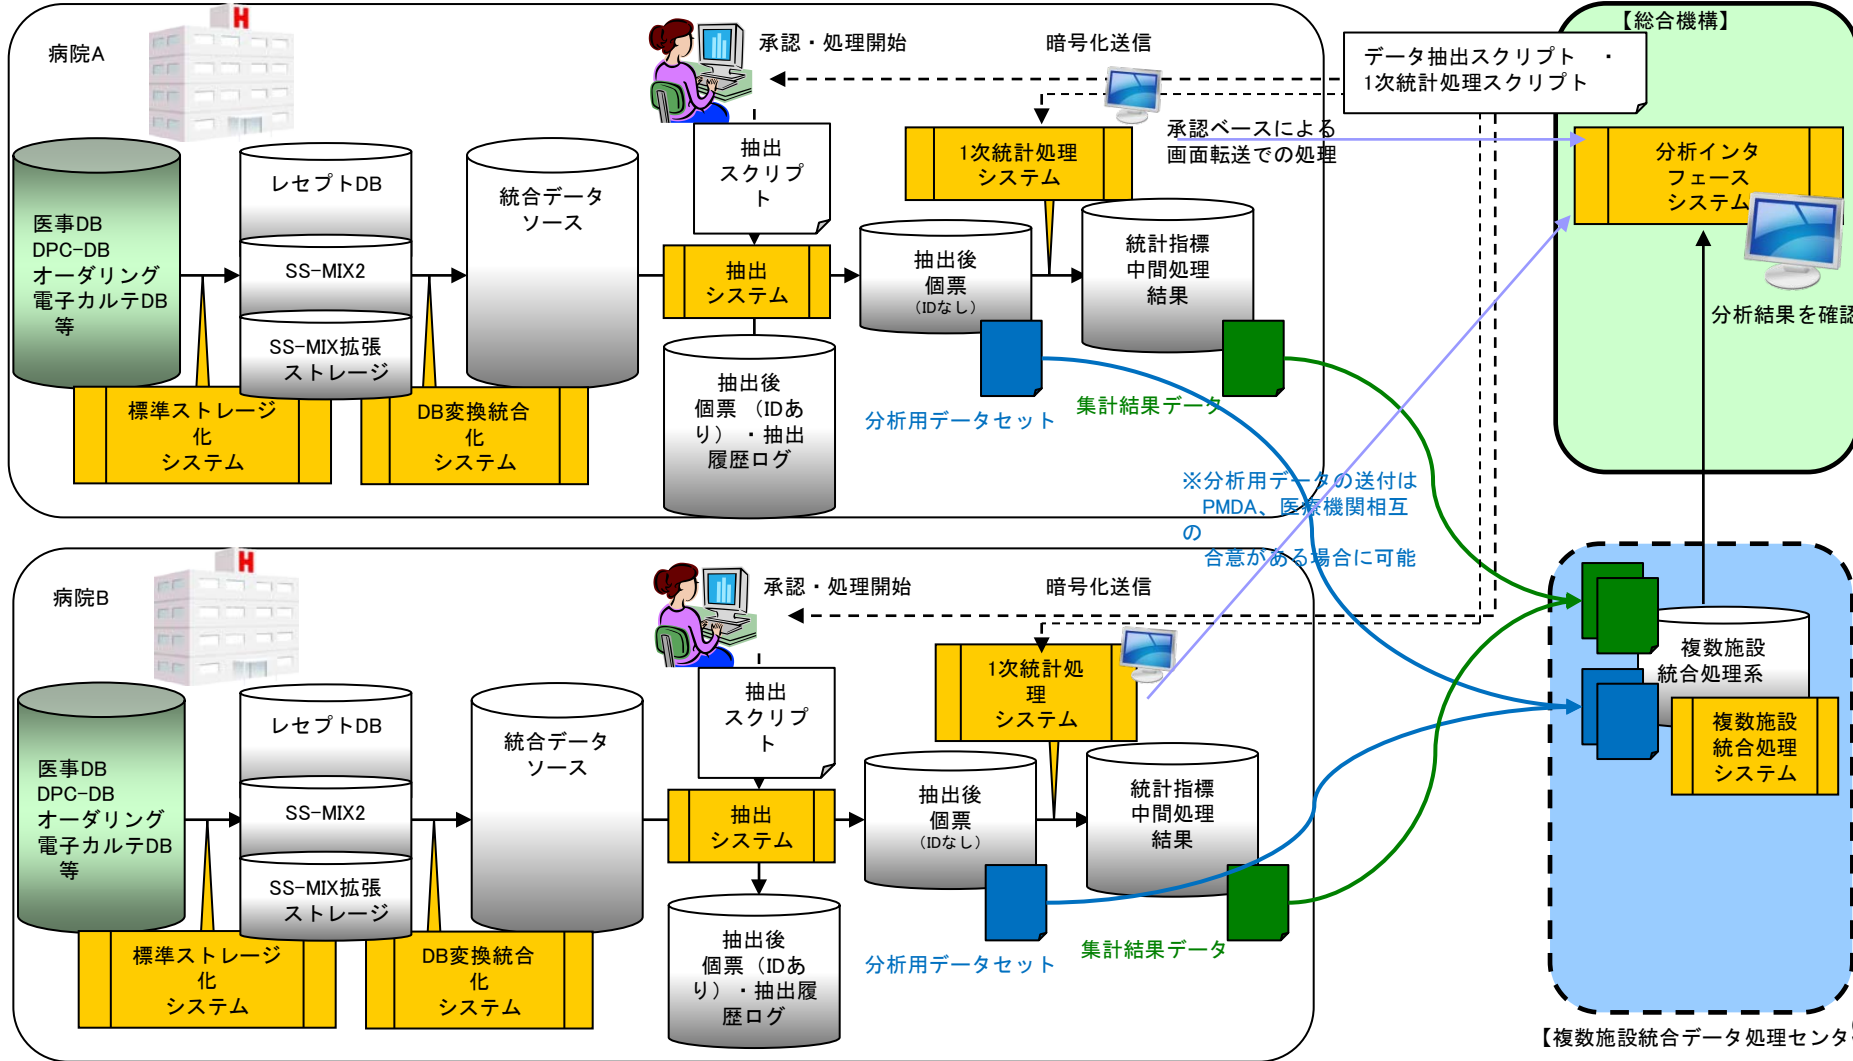 病院A
H
承認・処理開始
暗号化送信
データ抽出スクリプト ・
1次統計処理スクリプト
【総合機構】
医事DB
DPC-DB
オーダリング
電子カルテDB
等
レセプトDB
SS-MIX2
SS-MIX拡張
ストレージ
統合データ
ソース
抽出
スクリプ
ト
抽出
システム
1次統計処理
システム
承認ベースによる
画面転送での処理
分析インタ
フェース
システム
分析結果を確認
抽出後
個票
（IDなし）
統計指標
中間処理
結果
標準ストレージ
化
システム
DB変換統合
化
システム
抽出後
個票 （IDあ
り） ・抽出
履歴ログ
分析用データセット
集計結果データ
※分析用データの送付は
PMDA、医療機関相互
の
合意がある場合に可能
病院B
H
承認・処理開始
暗号化送信
医事DB
DPC-DB
オーダリング
電子カルテDB
等
レセプトDB
SS-MIX2
SS-MIX拡張
ストレージ
統合データ
ソース
抽出
スクリプ
ト
抽出
システム
1次統計処
理
システム
抽出後
個票
（IDなし）
統計指標
中間処理
結果
標準ストレージ
化
システム
DB変換統合
化
システム
抽出後
個票（IDあ
り）・抽出履
歴ログ
分析用データセット
集計結果データ
複数施設
統合処理系
複数施設
統合処理
システム
【複数施設統合データ処理センタ